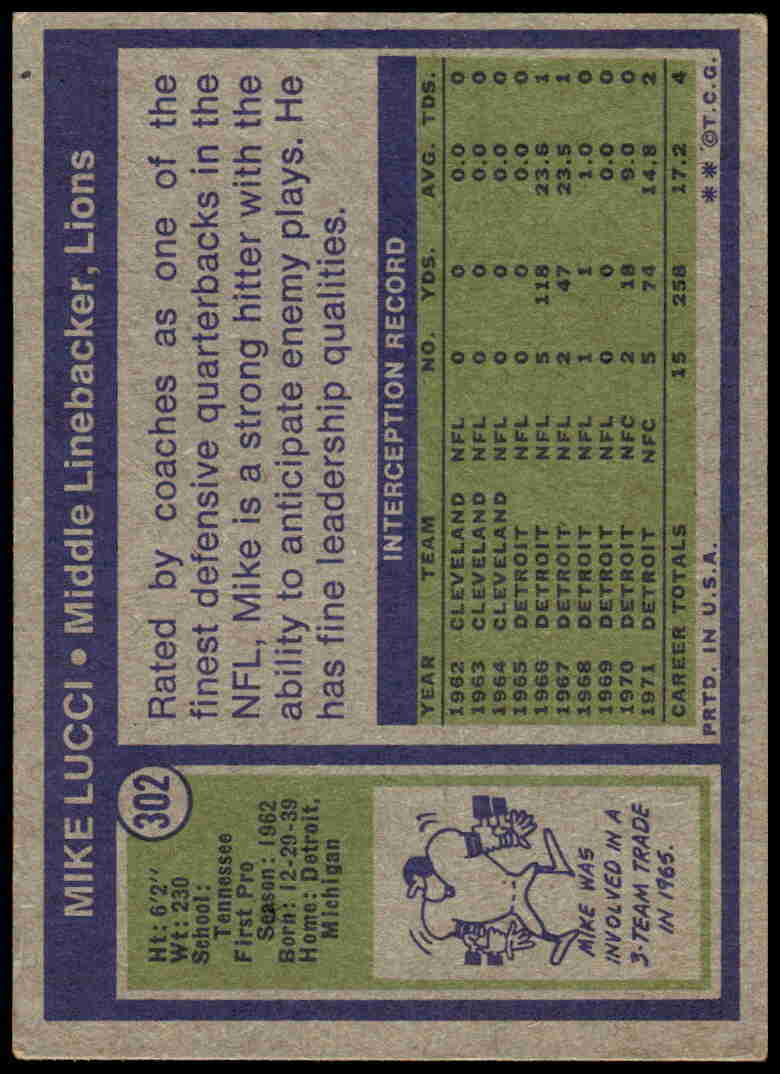 MIKE LUCCI • Middle Linebacker, Lions
302
Ht: 6'2"
Wt: 230
School:
Tennessee
First Pro
Season: 1962
Born: 12-29-39
Home: Detroit,
Michigan
MIKE WAS
INVOLVED IN A
3-TEAM TRADE
IN 1965.
Rated by coaches as one of the
finest defensive quarterbacks in the
NFL, Mike is a strong hitter with the
ability to anticipate enemy plays. He
has fine leadership qualities.
INTERCEPTION RECORD
YEAR TEAM NO. YDS. AVG. TDS.
1962 CLEVELAND NFL 0 0 0.0 0
1963 CLEVELAND NFL 0 0 0.0 0
1964 CLEVELAND NFL 0 0 0.0 0
1965 DETROIT NFL 0 0 0.0 0
1966 DETROIT NFL 5 118 23.6 1
1967 DETROIT NFL 2 47 23.5 1
1968 DETROIT NFL 1 1 1.0 0
1969 DETROIT NFL 0 0 0.0 0
1970 DETROIT NFC 2 18 9.0 0
1971 DETROIT NFC 5 74 14.8 2
CAREER TOTALS 15 258 17.2 4
PRTD. IN U.S.A. ** ©T.C.G.